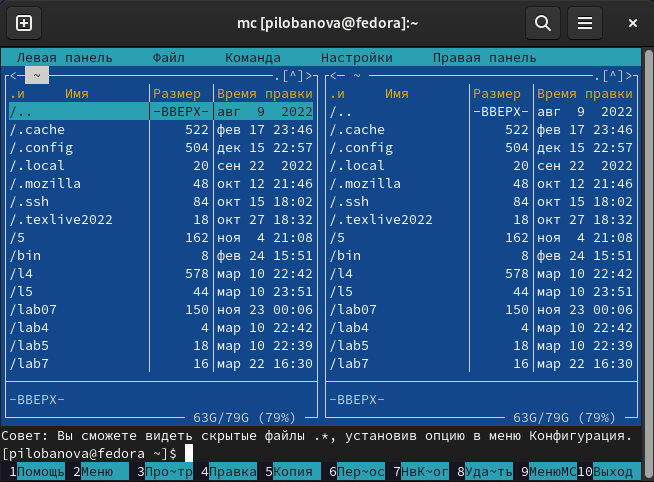 mc [pilobanova@fedora]:~
Левая панель Файл Команда Настройки Правая панель
<- ~ .[^]> <- ~ .[^]>
.и Имя Размер Время правки .и Имя Размер Время правки
/.. -ВВЕРХ- авг 9 2022 /.. -ВВЕРХ- авг 9 2022
/.cache 522 фев 17 23:46 /.cache 522 фев 17 23:46
/.config 504 дек 15 22:57 /.config 504 дек 15 22:57
/.local 20 сен 22 2022 /.local 20 сен 22 2022
/.mozilla 48 окт 12 21:46 /.mozilla 48 окт 12 21:46
/.ssh 84 окт 15 18:02 /.ssh 84 окт 15 18:02
/.texlive2022 18 окт 27 18:32 /.texlive2022 18 окт 27 18:32
/5 162 ноя 4 21:08 /5 162 ноя 4 21:08
/bin 8 фев 24 15:51 /bin 8 фев 24 15:51
/l4 578 мар 10 22:42 /l4 578 мар 10 22:42
/l5 44 мар 10 23:51 /l5 44 мар 10 23:51
/lab07 150 ноя 23 00:06 /lab07 150 ноя 23 00:06
/lab4 4 мар 10 22:42 /lab4 4 мар 10 22:42
/lab5 18 мар 10 22:39 /lab5 18 мар 10 22:39
/lab7 16 мар 22 16:30 /lab7 16 мар 22 16:30
-ВВЕРХ- -ВВЕРХ-
63G/79G (79%) 63G/79G (79%)
Совет: Вы сможете видеть скрытые файлы .*, установив опцию в меню Конфигурация.
[pilobanova@fedora ~]$
1Помощь 2Меню 3Про~тр 4Правка 5Копия 6Пер~ос 7НвК~ог 8Уда~ть 9МенюMC 10Выход